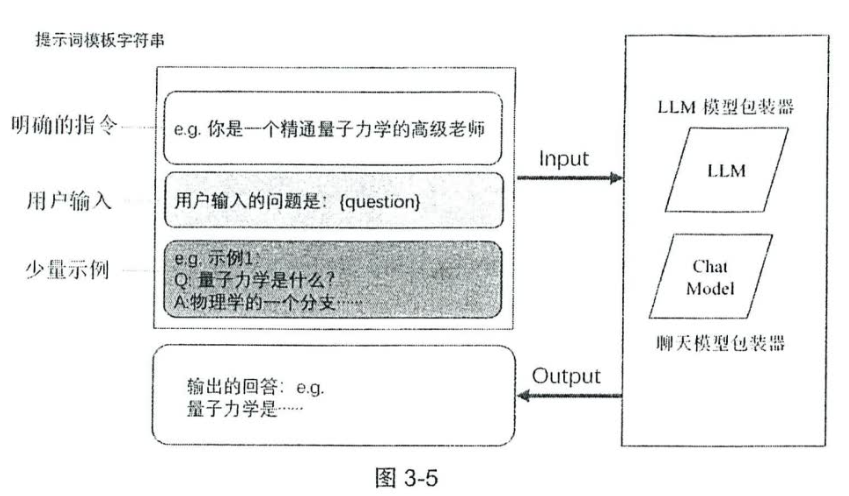 提示词模板字符串
明确的指令
e.g. 你是一个精通量子力学的高级老师
用户输入
用户输入的问题是：{question}
少量示例
e.g. 示例1：
Q: 量子力学是什么？
A:物理学的一个分支……
Input
LLM 模型包装器
LLM
Chat
Model
聊天模型包装器
Output
输出的回答：e.g.
量子力学是……
图 3-5